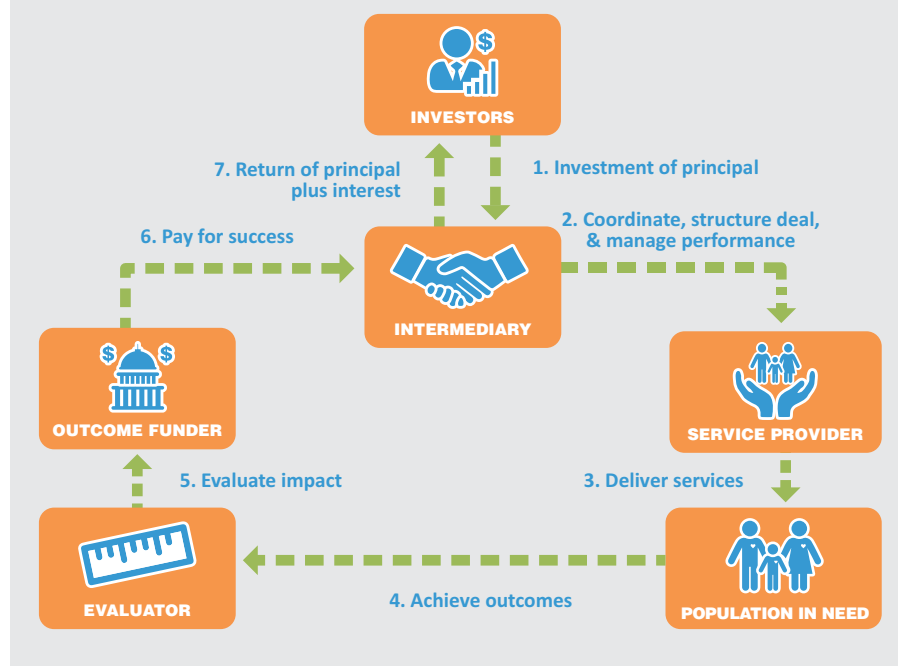 $
INVESTORS
7. Return of principal
plus interest
1. Investment of principal
6. Pay for success
2. Coordinate, structure deal,
& manage performance
INTERMEDIARY
$ $
OUTCOME FUNDER
SERVICE PROVIDER
5. Evaluate impact
3. Deliver services
EVALUATOR
4. Achieve outcomes
POPULATION IN NEED